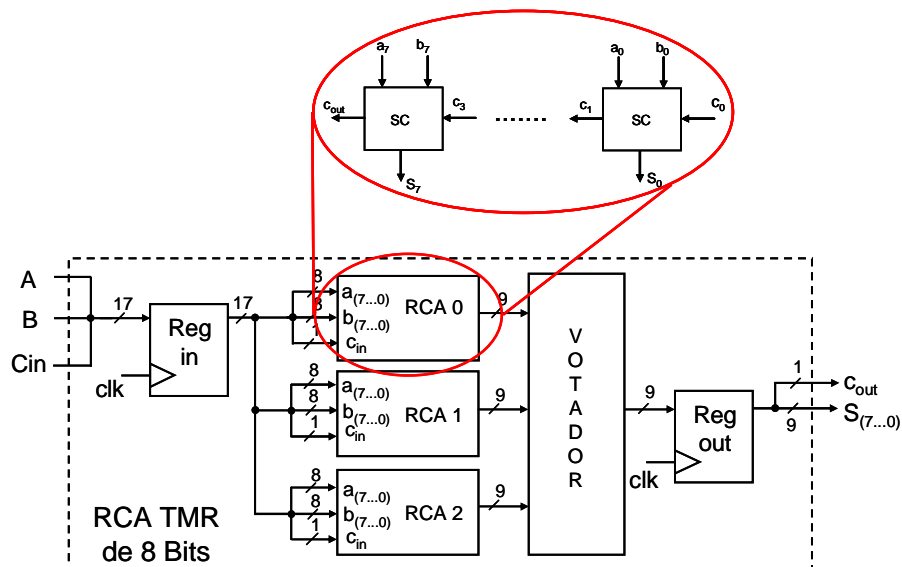 a7 b7 a0 b0
cout SC c3 ........ c1 SC c0
S7 S0
A
B
Cin
17
Reg
in
clk
17
8
8
1
a(7...0)
b(7...0)
cin
RCA 0
9
8
8
1
a(7...0)
b(7...0)
cin
RCA 1
9
8
8
1
a(7...0)
b(7...0)
cin
RCA 2
9
V
O
T
A
D
O
R
9
Reg
out
clk
1
9
cout
S(7...0)
RCA TMR
de 8 Bits